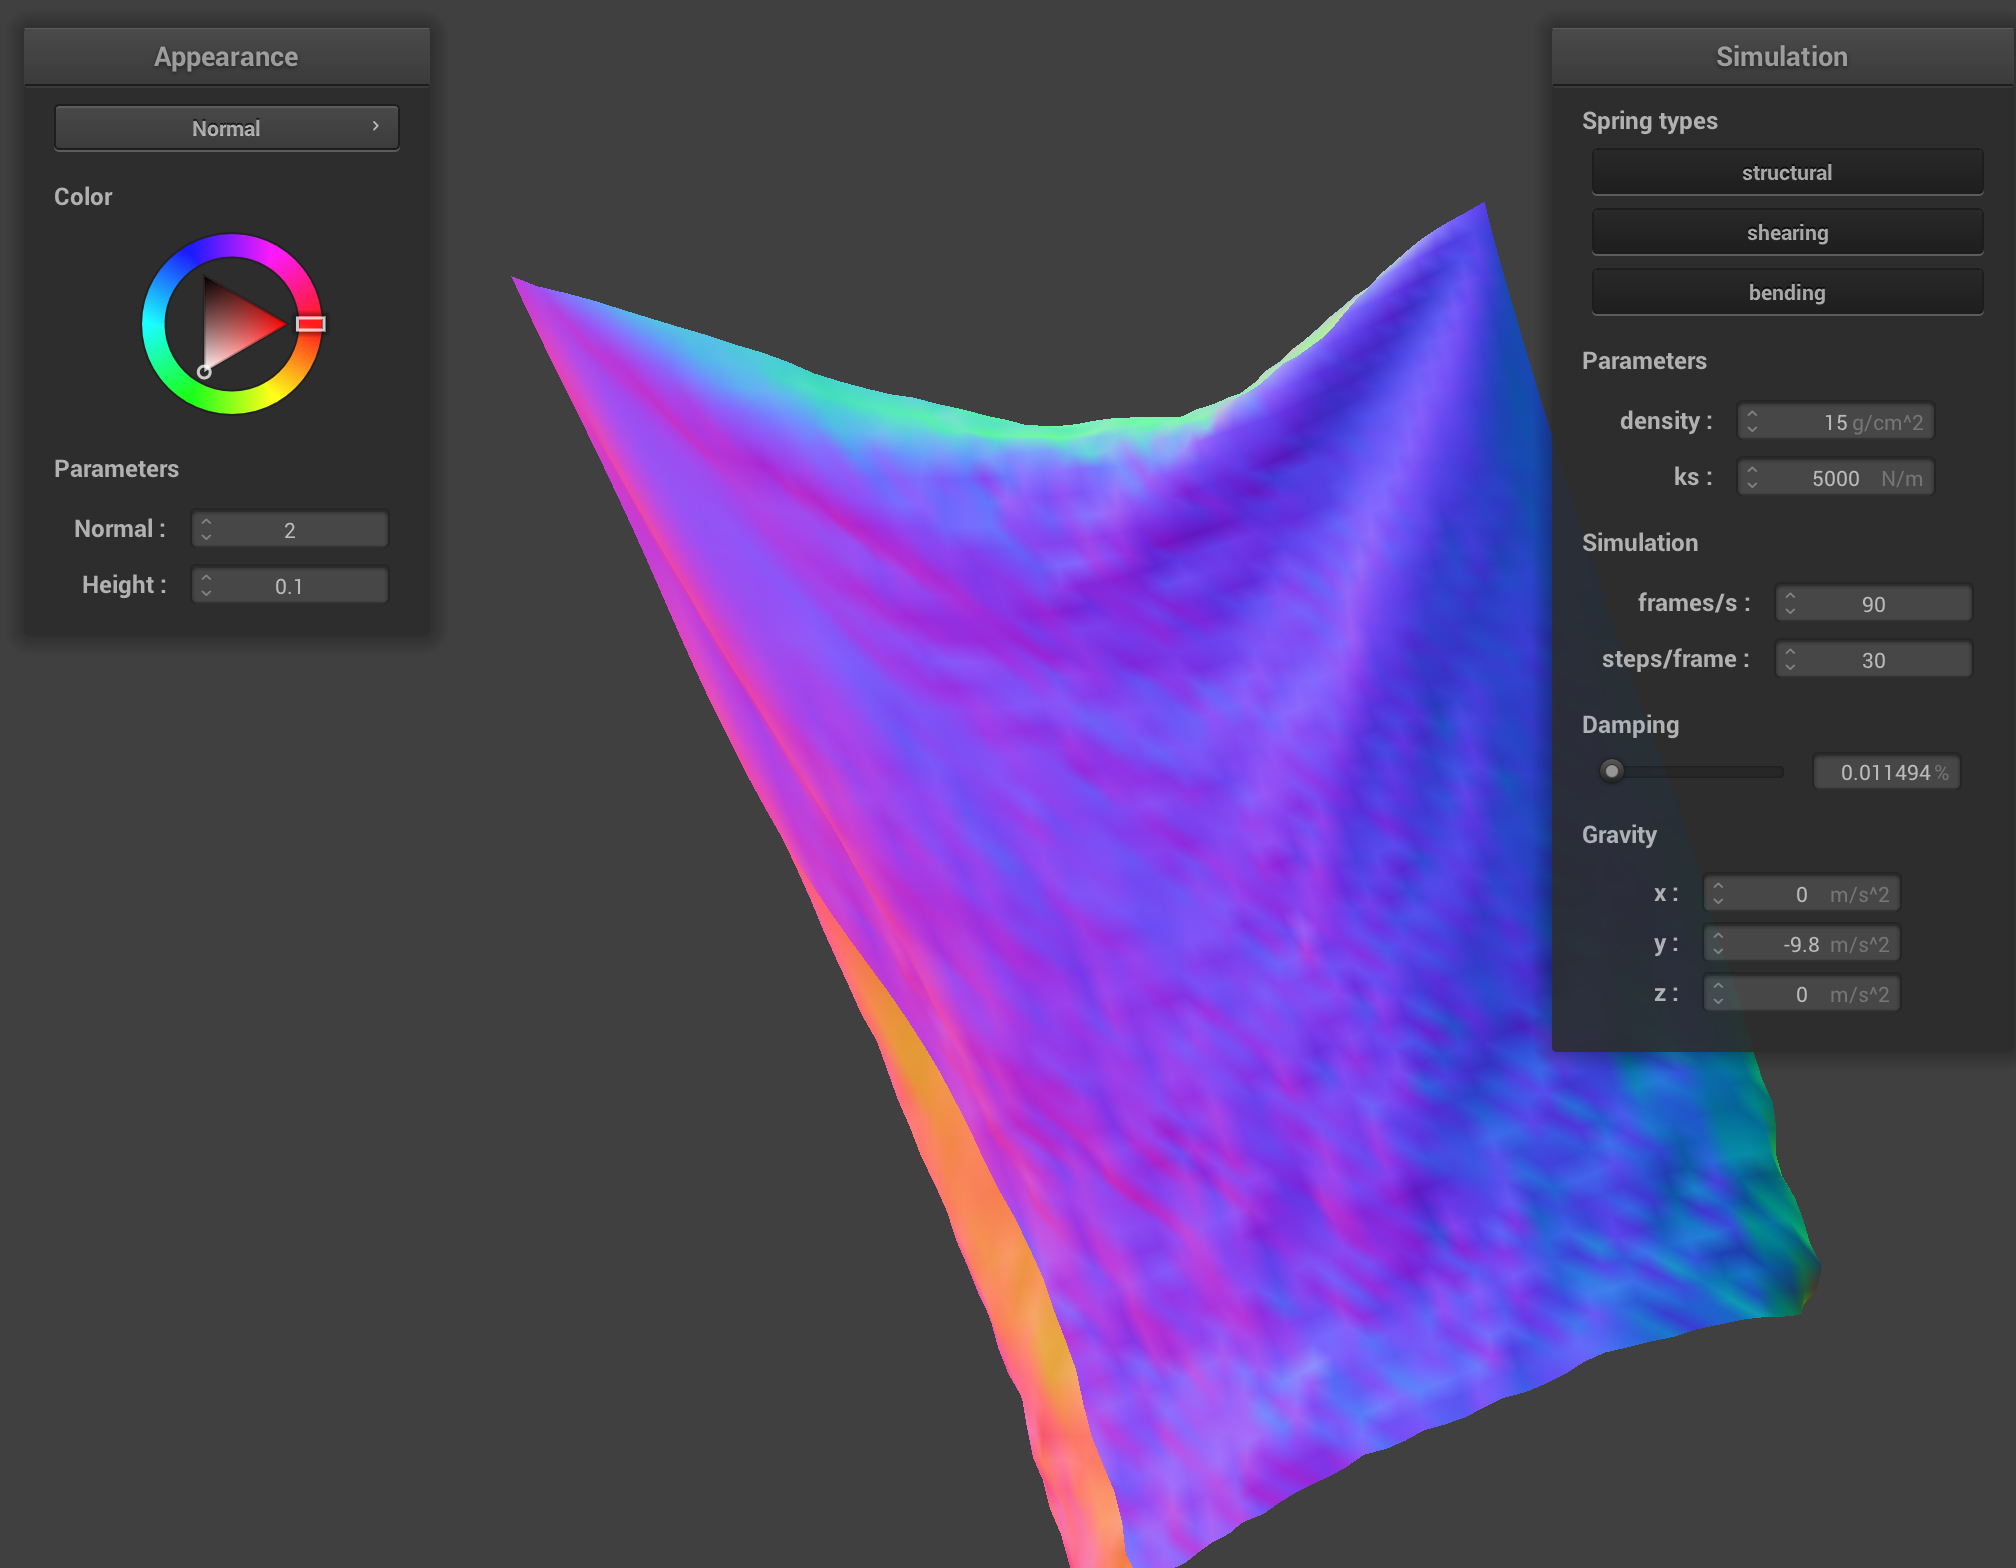 Appearance
Normal
Color
Parameters
Normal : 2
Height : 0.1
Simulation
Spring types
structural
shearing
bending
Parameters
density : 15 g/cm^2
ks : 5000 N/m
Simulation
frames/s : 90
steps/frame : 30
Damping
0.011494 %
Gravity
x : 0 m/s^2
y : -9.8 m/s^2
z : 0 m/s^2